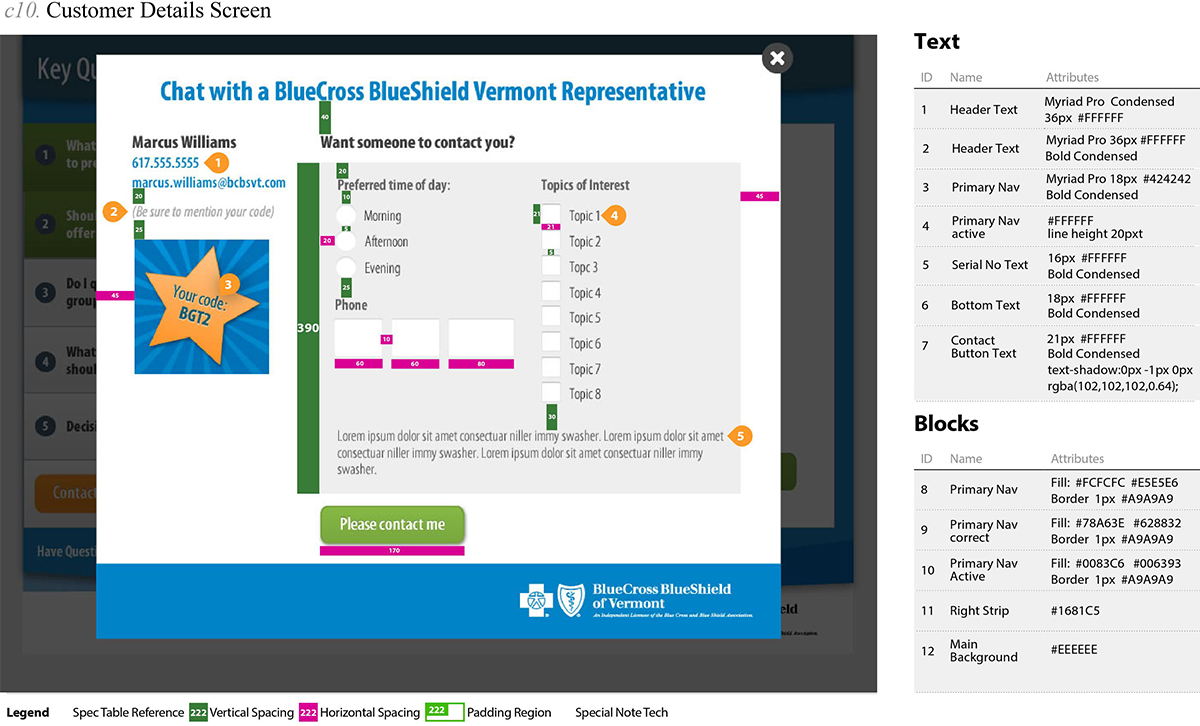 c10. Customer Details Screen
Key Qu
1
What
to pre
2
Shoul
offer
3
Do I q
group
4
What
shoul
5
Decisi
Contact
Have Questi
Chat with a BlueCross BlueShield Vermont Representative
40
Marcus Williams
617.555.5555
1
marcus.williams@bcbsvt.com
20
2
(Be sure to mention your code)
25
45
Your code:
BGT2
3
Want someone to contact you?
390
20
Preferred time of day:
10
Morning
5
20
Afternoon
Evening
25
Phone
10
60
60
80
Topics of Interest
45
21
Topic 1
4
21
Topic 2
5
Topc 3
Topic 4
Topic 5
Topic 6
Topic 7
Topic 8
30
Lorem ipsum dolor sit amet consectuar niller immy swasher. Lorem ipsum dolor sit amet
5
consectuar niller immy swasher. Lorem ipsum dolor sit amet consectuar niller immy
swasher.
Please contact me
170
BlueCross BlueShield
of Vermont
An Independent Licensee of the Blue Cross and Blue Shield Association.
eld
Text
ID Name Attributes
1 Header Text Myriad Pro Condensed
36px #FFFFFF
2 Header Text Myriad Pro 36px #FFFFFF
Bold Condensed
3 Primary Nav Myriad Pro 18px #424242
Bold Condensed
4 Primary Nav #FFFFFF
active line height 20pxt
5 Serial No Text 16px #FFFFFF
Bold Condensed
6 Bottom Text 18px #FFFFFF
Bold Condensed
7 Contact 21px #FFFFFF
Button Text Bold Condensed
text-shadow:0px -1px 0px
rgba(102,102,102,0.64);
Blocks
ID Name Attributes
8 Primary Nav Fill: #FCFCFC #E5E5E6
Border 1px #A9A9A9
9 Primary Nav Fill: #78A63E #628832
correct Border 1px #A9A9A9
10 Primary Nav Fill: #0083C6 #006393
Active Border 1px #A9A9A9
11 Right Strip #1681C5
12 Main #EEEEEE
Background
Legend Spec Table Reference 222 Vertical Spacing 222 Horizontal Spacing 222 Padding Region Special Note Tech